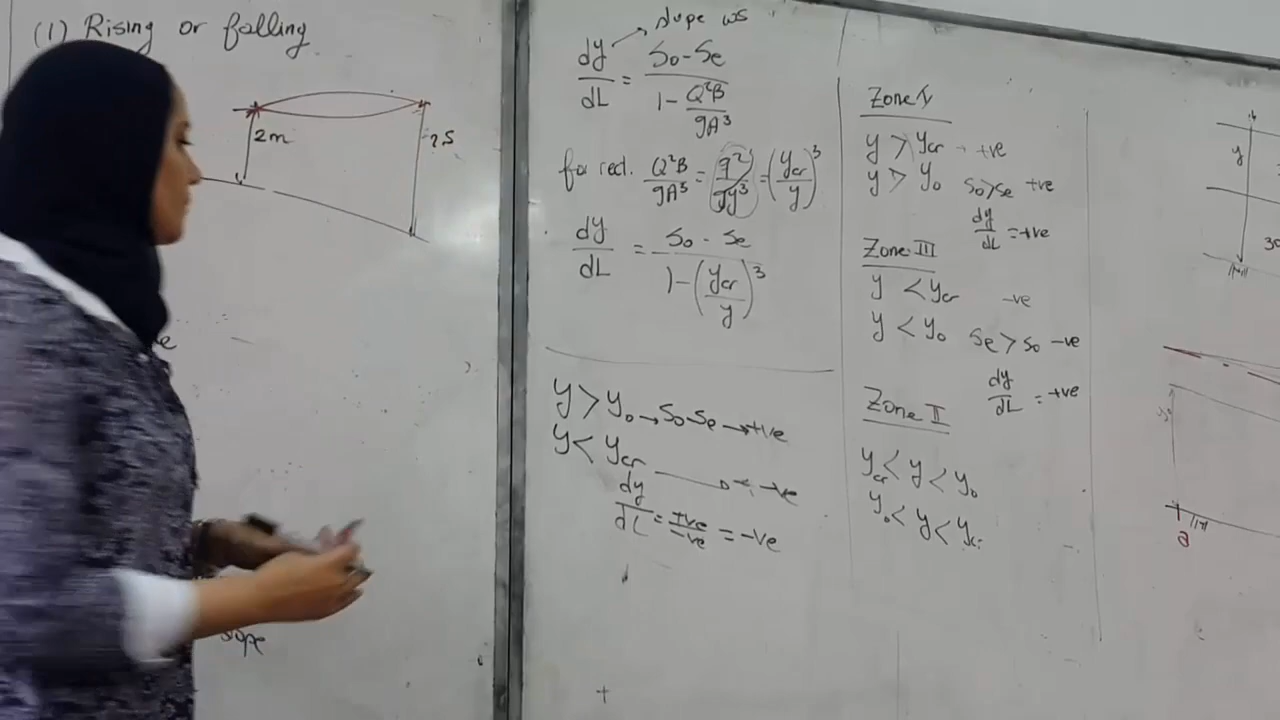 (1) Rising or falling
2m
2.5
slope
slope ws
dy/dL = So-Se / 1 - Q²B/gA³
for rect. Q²B/gA³ = q²/gy³ = (ycr/y)³
dy/dL = So - Se / 1-(ycr/y)³
y > yo → So-Se → +ve
y < ycr → -ve
dy/dL = +ve/-ve = -ve
Zone I
y > ycr +ve
y > yo So>Se +ve
dy/dL = +ve
Zone III
y < ycr -ve
y < yo Se > So -ve
dy/dL = +ve
Zone II
ycr < y < yo
yo < y < ycr
y
30
a